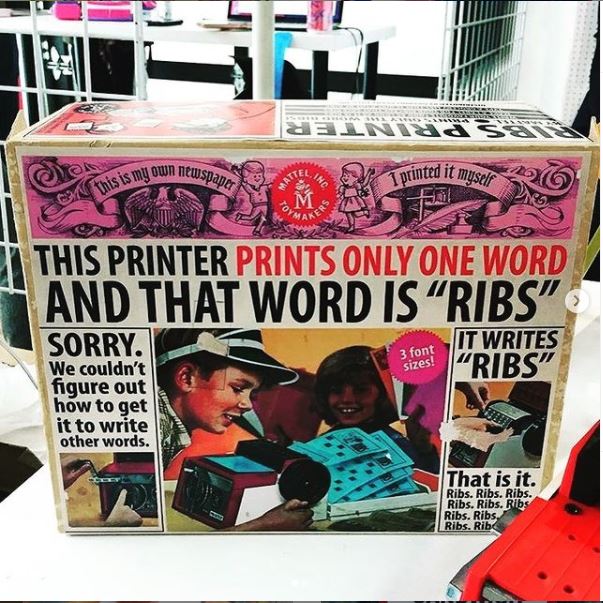 RIBS PRINTER
This is my own newspaper
MATTEL, INC.
M
TOYMAKERS
I printed it myself
THIS PRINTER PRINTS ONLY ONE WORD
AND THAT WORD IS “RIBS”
SORRY.
We couldn’t
figure out
how to get
it to write
other words.
3 font
sizes!
IT WRITES
“RIBS”
That is it.
Ribs. Ribs. Ribs.
Ribs. Ribs. Ribs
Ribs. Ribs.
Ribs. Ribs